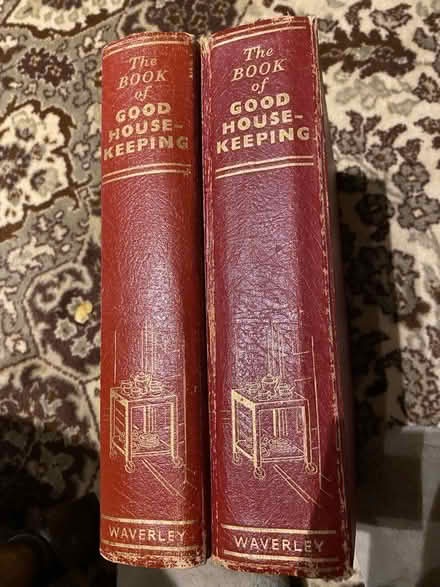 The
BOOK
of
GOOD
HOUSE-
KEEPING
WAVERLEY
The
BOOK
of
GOOD
HOUSE-
KEEPING
WAVERLEY